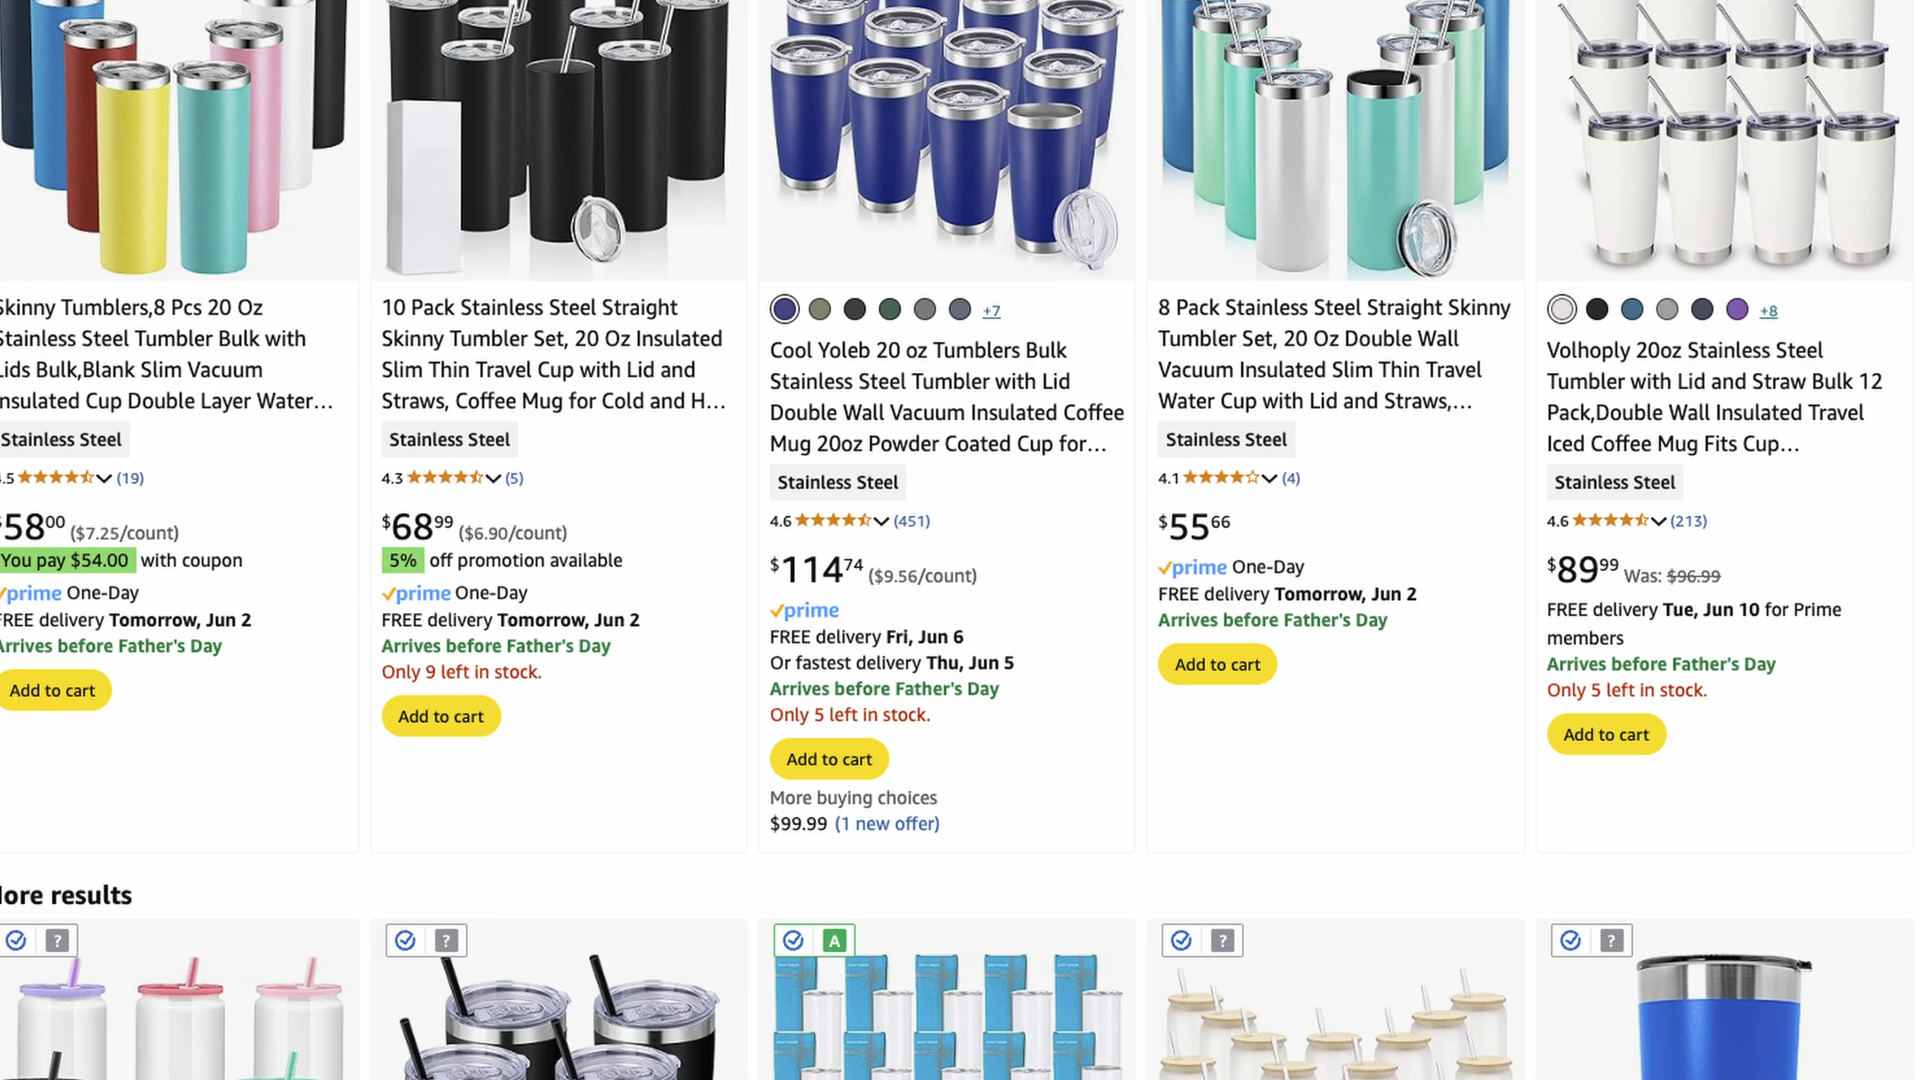 Skinny Tumblers,8 Pcs 20 Oz
Stainless Steel Tumbler Bulk with
Lids Bulk,Blank Slim Vacuum
Insulated Cup Double Layer Water...
Stainless Steel
4.5 (19)
$58 00 ($7.25/count)
You pay $54.00 with coupon
prime One-Day
FREE delivery Tomorrow, Jun 2
Arrives before Father's Day
Add to cart
10 Pack Stainless Steel Straight
Skinny Tumbler Set, 20 Oz Insulated
Slim Thin Travel Cup with Lid and
Straws, Coffee Mug for Cold and H...
Stainless Steel
4.3 (5)
$68 99 ($6.90/count)
5% off promotion available
prime One-Day
FREE delivery Tomorrow, Jun 2
Arrives before Father's Day
Only 9 left in stock.
Add to cart
+7
Cool Yoleb 20 oz Tumblers Bulk
Stainless Steel Tumbler with Lid
Double Wall Vacuum Insulated Coffee
Mug 20oz Powder Coated Cup for...
Stainless Steel
4.6 (451)
$114 74 ($9.56/count)
prime
FREE delivery Fri, Jun 6
Or fastest delivery Thu, Jun 5
Arrives before Father's Day
Only 5 left in stock.
Add to cart
More buying choices
$99.99 (1 new offer)
8 Pack Stainless Steel Straight Skinny
Tumbler Set, 20 Oz Double Wall
Vacuum Insulated Slim Thin Travel
Water Cup with Lid and Straws,...
Stainless Steel
4.1 (4)
$55 66
prime One-Day
FREE delivery Tomorrow, Jun 2
Arrives before Father's Day
Add to cart
+8
Volhoply 20oz Stainless Steel
Tumbler with Lid and Straw Bulk 12
Pack,Double Wall Insulated Travel
Iced Coffee Mug Fits Cup...
Stainless Steel
4.6 (213)
$89 99 Was: $96.99
FREE delivery Tue, Jun 10 for Prime
members
Arrives before Father's Day
Only 5 left in stock.
Add to cart
More results
?
?
A
?
?